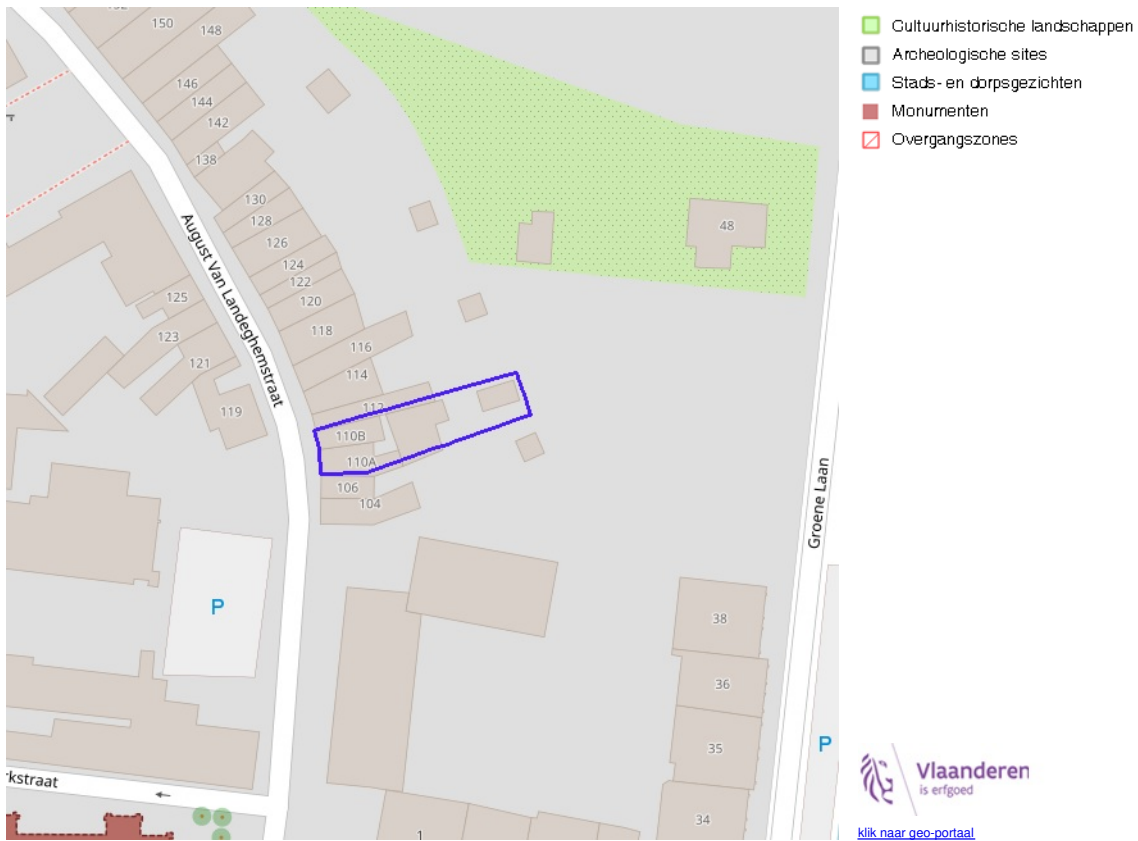 150
148
146
144
142
138
130
128
126
124
122
120
118
116
114
112
110B
110A
106
104
125
123
121
119
August Van Landeghemstraat
48
Groene Laan
38
36
35
34
1
P
P
rkstraat
←
Cultuurhistorische landschappen
Archeologische sites
Stads- en dorpsgezichten
Monumenten
Overgangszones
Vlaanderen
is erfgoed
klik naar geo-portaal